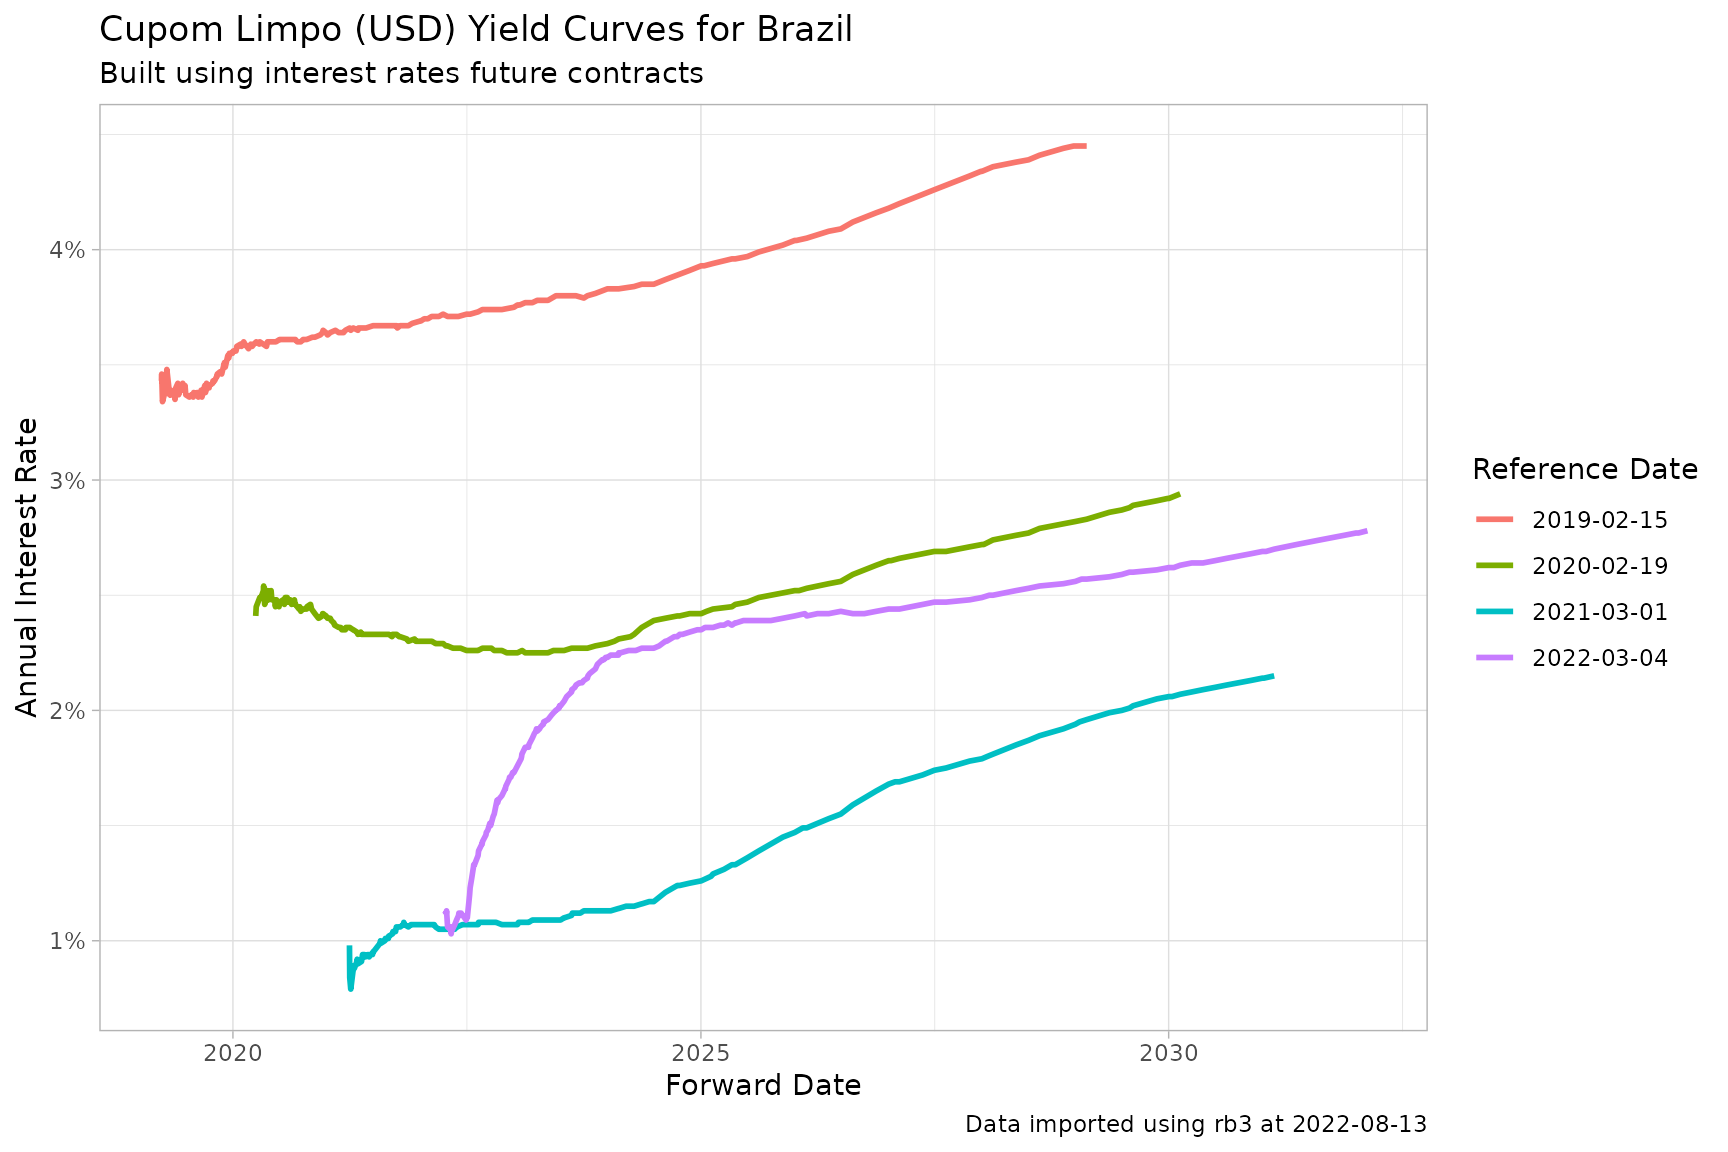 Cupom Limpo (USD) Yield Curves for Brazil
Built using interest rates future contracts
Annual Interest Rate
4%
3%
2%
1%
2020
2025
2030
Forward Date
Reference Date
2019-02-15
2020-02-19
2021-03-01
2022-03-04
Data imported using rb3 at 2022-08-13